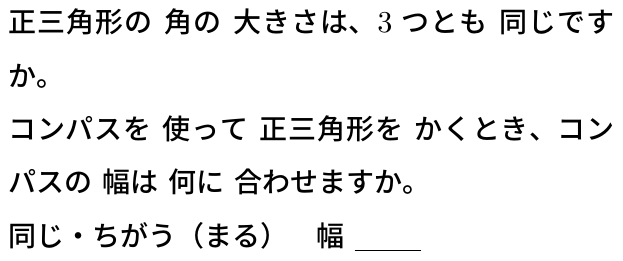 正三角形の 角の 大きさは、3 つとも 同じです
か。
コンパスを 使って 正三角形を かくとき、コン
パスの 幅は 何に 合わせますか。
同じ・ちがう（まる）　幅 ＿＿